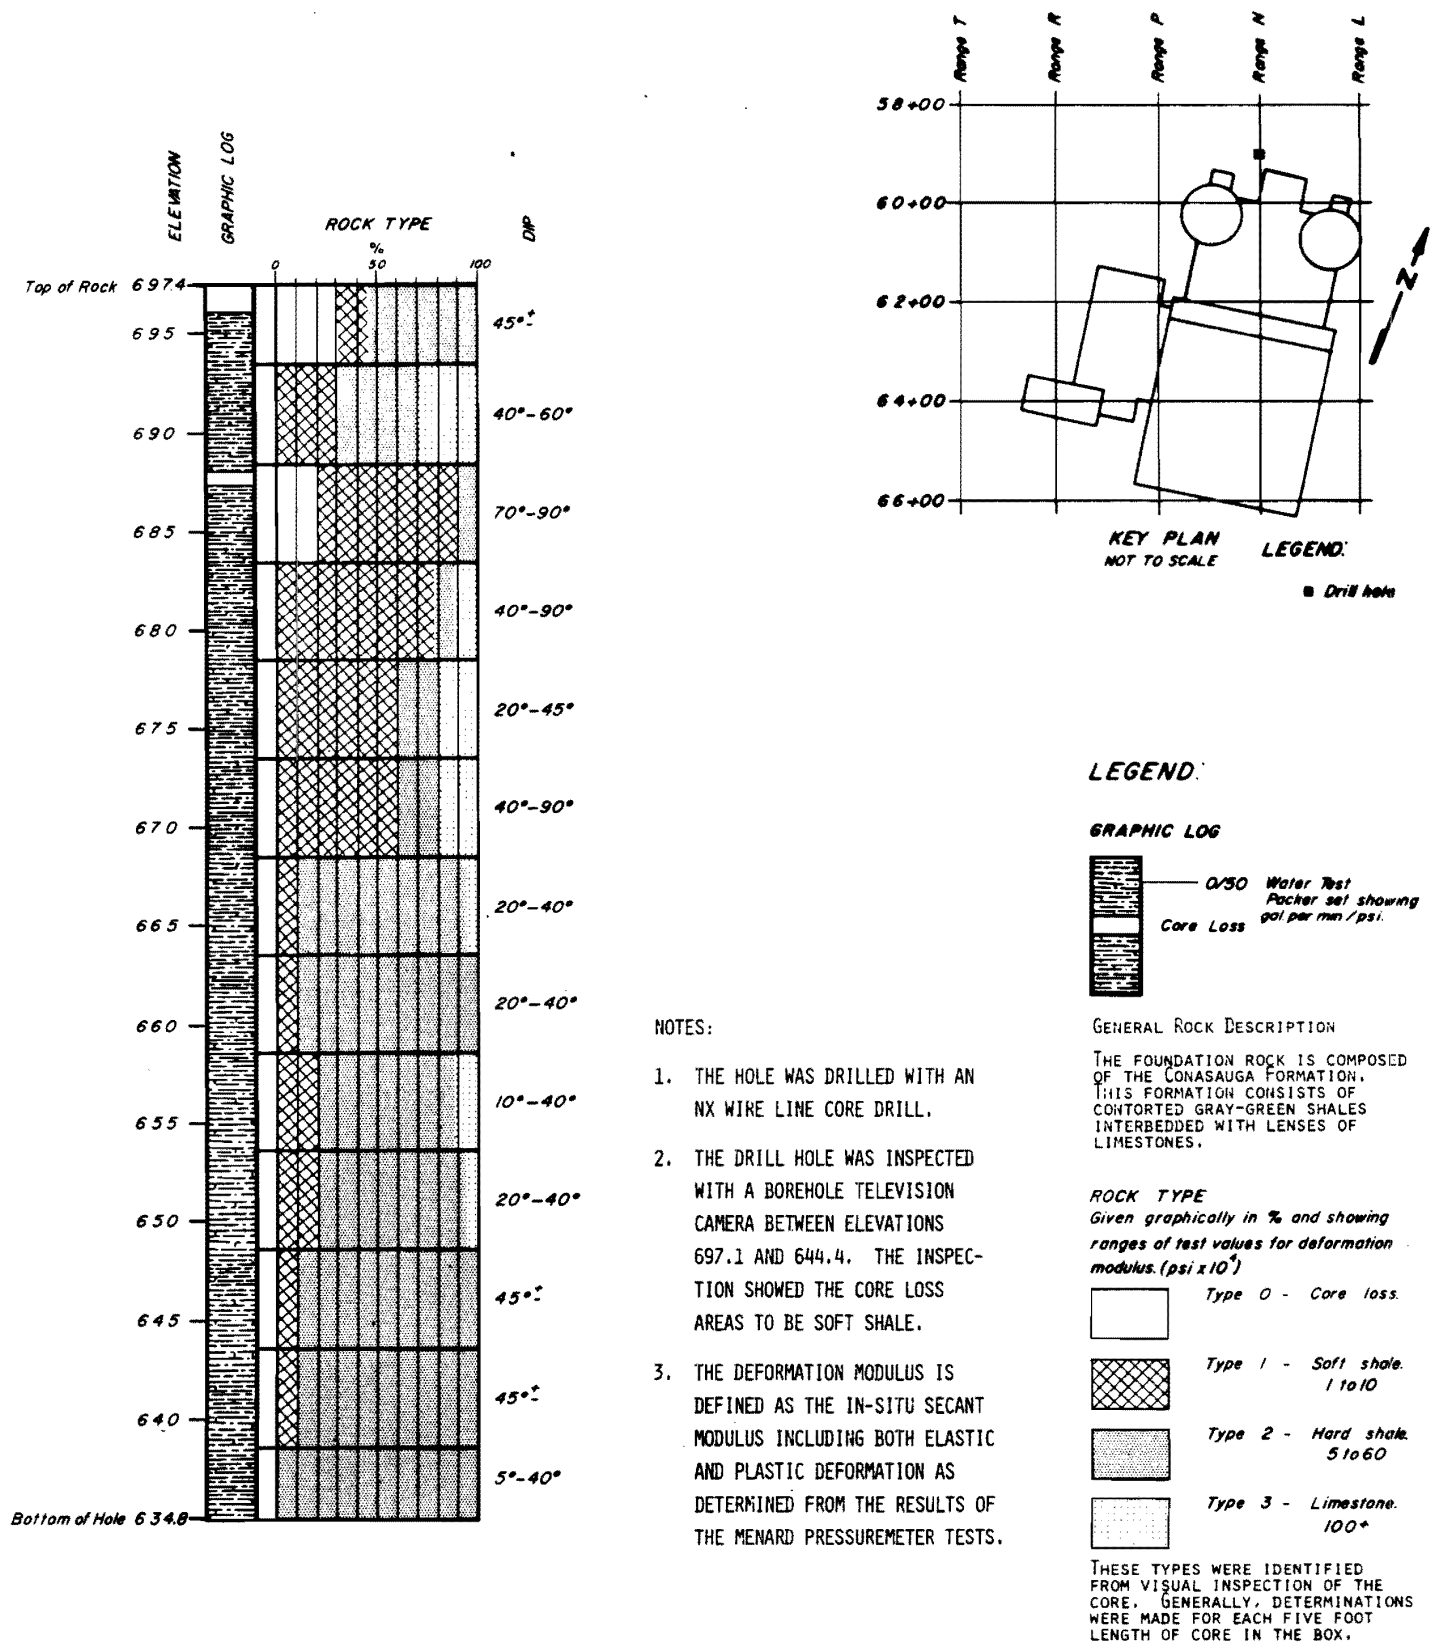 ELEVATION
GRAPHIC LOG
ROCK TYPE
%
DIP
0 50 100
Top of Rock 697.4
695
690
685
680
675
670
665
660
655
650
645
640
Bottom of Hole 634.8
45°±
40°-60°
70°-90°
40°-90°
20°-45°
40°-90°
20°-40°
20°-40°
10°-40°
20°-40°
45°±
45°±
5°-40°
Range T
Range R
Range P
Range N
Range L
58+00
60+00
62+00
64+00
66+00
N
KEY PLAN
NOT TO SCALE
LEGEND:
Drill hole
NOTES:
1. THE HOLE WAS DRILLED WITH AN
NX WIRE LINE CORE DRILL.
2. THE DRILL HOLE WAS INSPECTED
WITH A BOREHOLE TELEVISION
CAMERA BETWEEN ELEVATIONS
697.1 AND 644.4. THE INSPEC-
TION SHOWED THE CORE LOSS
AREAS TO BE SOFT SHALE.
3. THE DEFORMATION MODULUS IS
DEFINED AS THE IN-SITU SECANT
MODULUS INCLUDING BOTH ELASTIC
AND PLASTIC DEFORMATION AS
DETERMINED FROM THE RESULTS OF
THE MENARD PRESSUREMETER TESTS.
LEGEND:
GRAPHIC LOG
0/50 Water Test
Packer set showing
gal per min/psi.
Core Loss
GENERAL ROCK DESCRIPTION
THE FOUNDATION ROCK IS COMPOSED
OF THE CONASAUGA FORMATION.
THIS FORMATION CONSISTS OF
CONTORTED GRAY-GREEN SHALES
INTERBEDDED WITH LENSES OF
LIMESTONES.
ROCK TYPE
Given graphically in % and showing
ranges of test values for deformation
modulus. (psi x 10⁴)
Type 0 - Core loss.
Type 1 - Soft shale.
1 to 10
Type 2 - Hard shale.
5 to 60
Type 3 - Limestone.
100+
THESE TYPES WERE IDENTIFIED
FROM VISUAL INSPECTION OF THE
CORE. GENERALLY, DETERMINATIONS
WERE MADE FOR EACH FIVE FOOT
LENGTH OF CORE IN THE BOX.